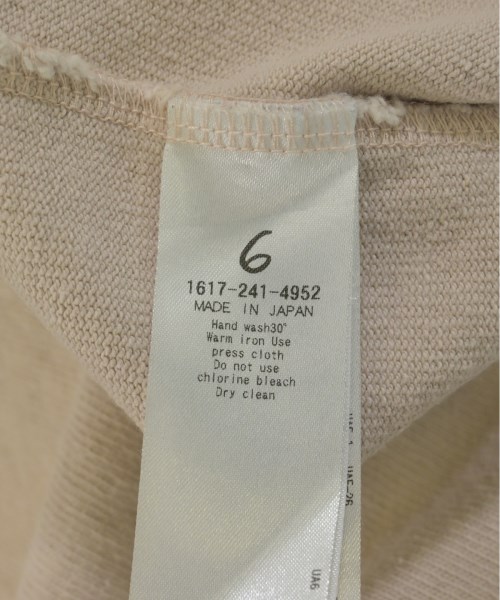 6
1617-241-4952
MADE IN JAPAN
Hand wash30°
Warm iron Use
press cloth
Do not use
chlorine bleach
Dry clean
UA6